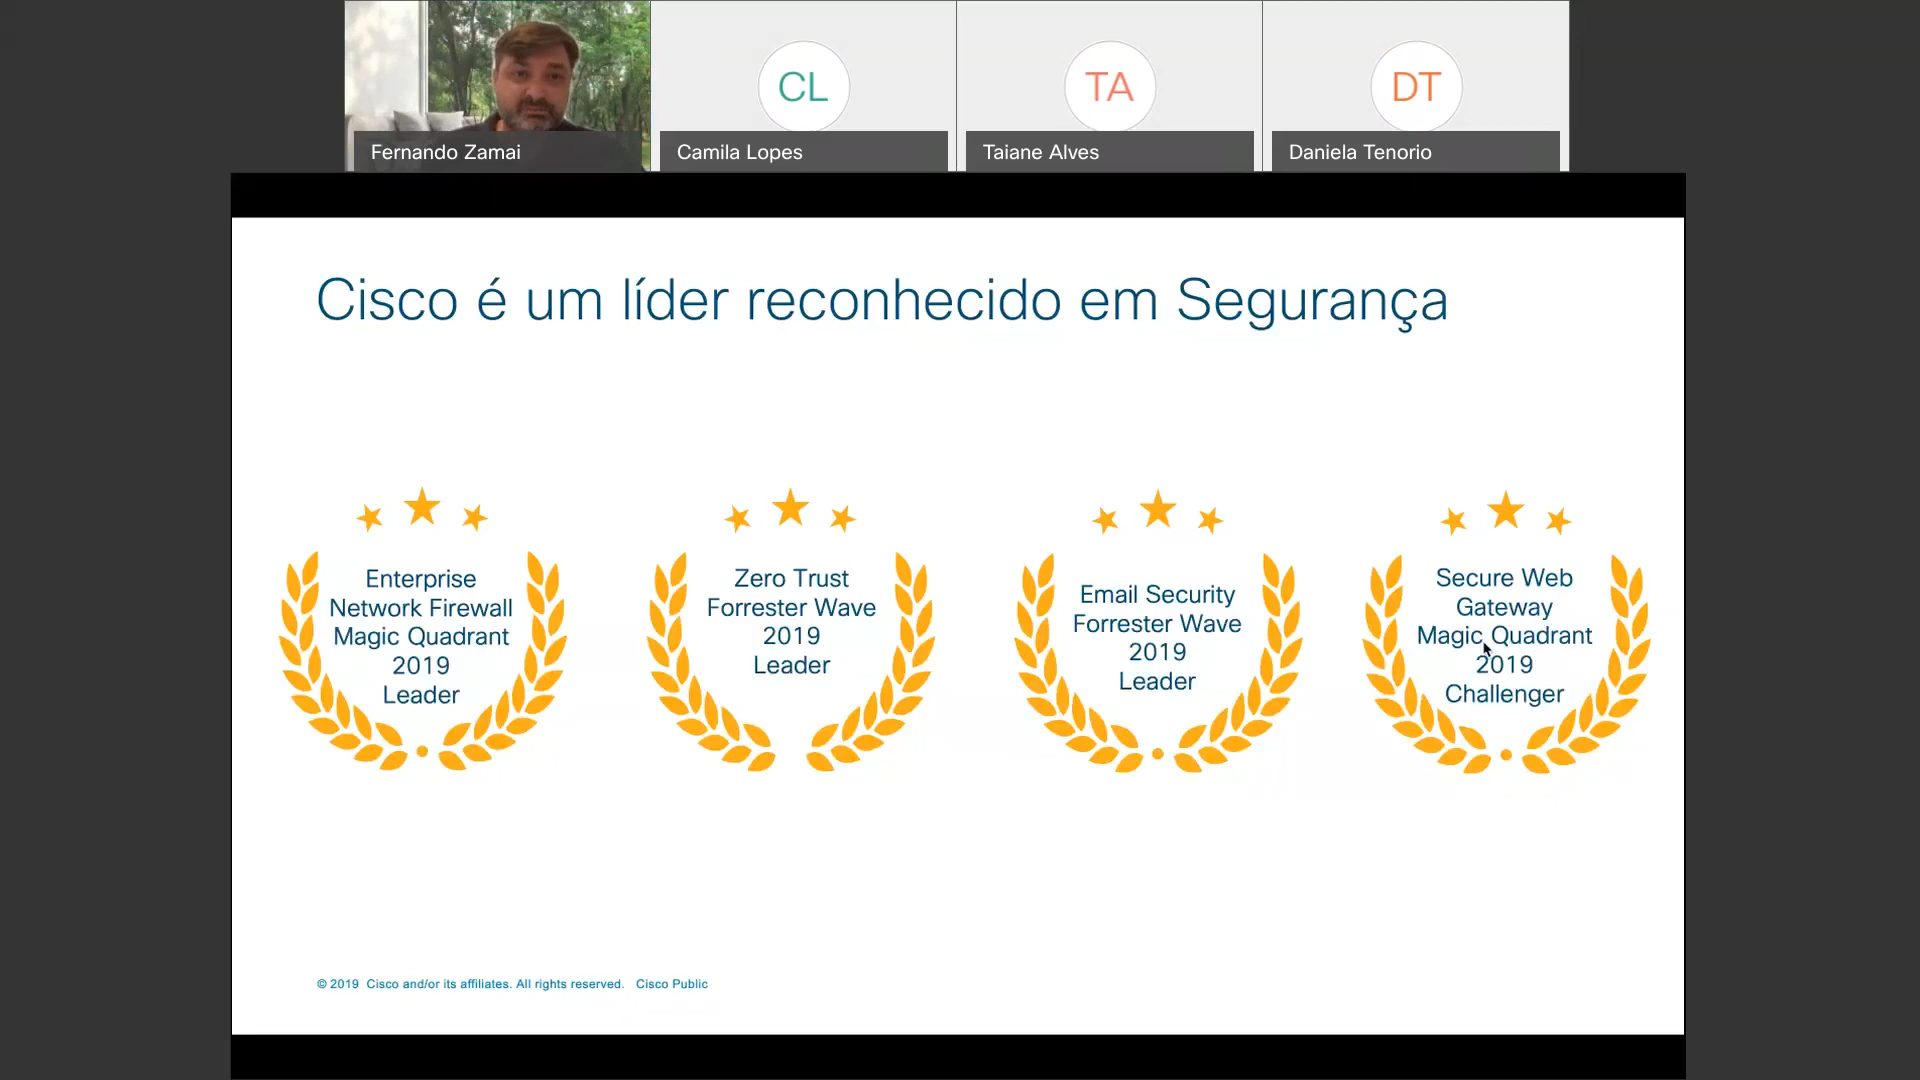 CL
TA
DT
Fernando Zamai
Camila Lopes
Taiane Alves
Daniela Tenorio
Cisco é um líder reconhecido em Segurança
Enterprise
Network Firewall
Magic Quadrant
2019
Leader
Zero Trust
Forrester Wave
2019
Leader
Email Security
Forrester Wave
2019
Leader
Secure Web
Gateway
Magic Quadrant
2019
Challenger
© 2019 Cisco and/or its affiliates. All rights reserved. Cisco Public